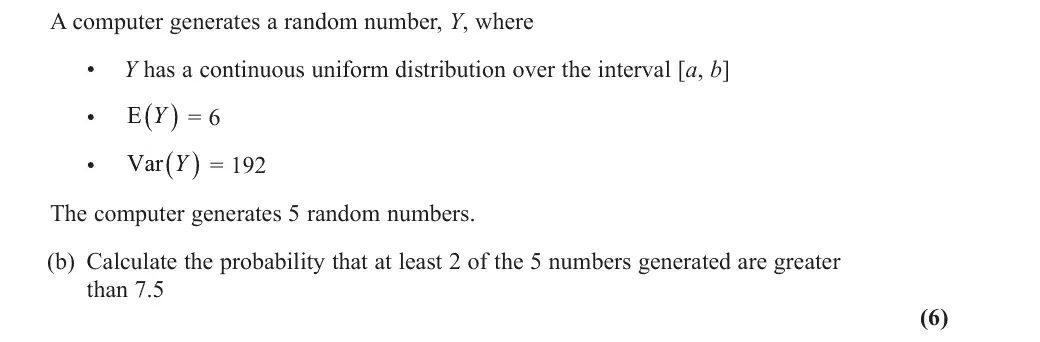 A computer generates a random number, Y, where
• Y has a continuous uniform distribution over the interval [a, b]
• E(Y) = 6
• Var(Y) = 192
The computer generates 5 random numbers.
(b) Calculate the probability that at least 2 of the 5 numbers generated are greater
than 7.5
(6)